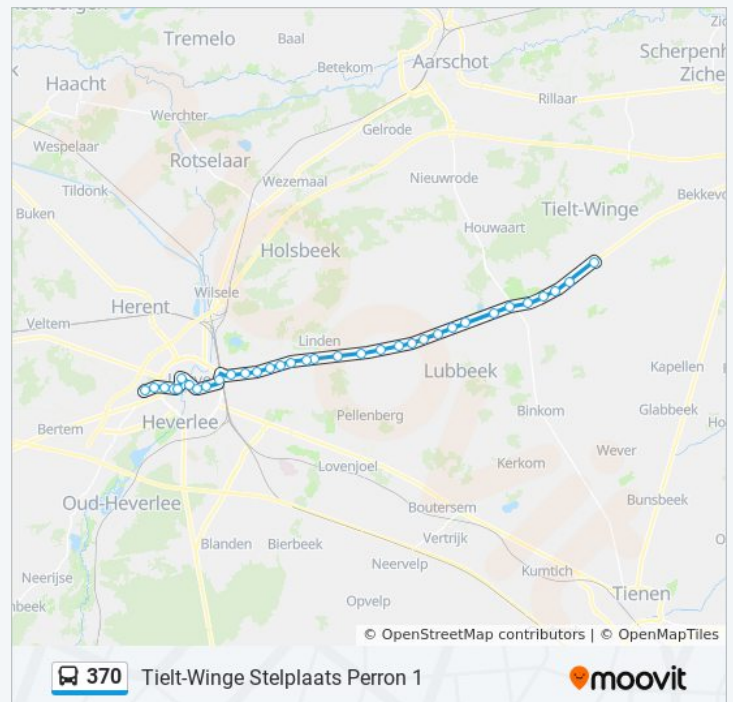 Tremelo
Baal
Betekom
Aarschot
Scherpenh
Ziche
Haacht
Werchter
Rillaar
Wespelaar
Gelrode
Rotselaar
Tildonk
Wezemaal
Nieuwrode
Bekkevo
Buken
Tielt-Winge
Houwaart
Holsbeek
Wilsele
Herent
Veltem
Linden
Lubbeek
Kapellen
Pellenberg
Glabbeek
Binkom
Bertem
Heverlee
Wever
Lovenjoel
Kerkom
Oud-Heverlee
Bunsbeek
Boutersem
Blanden
Bierbeek
Vertrijk
Neervelp
Kumtich
Neerijse
Tienen
Opvelp
© OpenStreetMap contributors | © OpenMapTiles
370 Tielt-Winge Stelplaats Perron 1
moovit